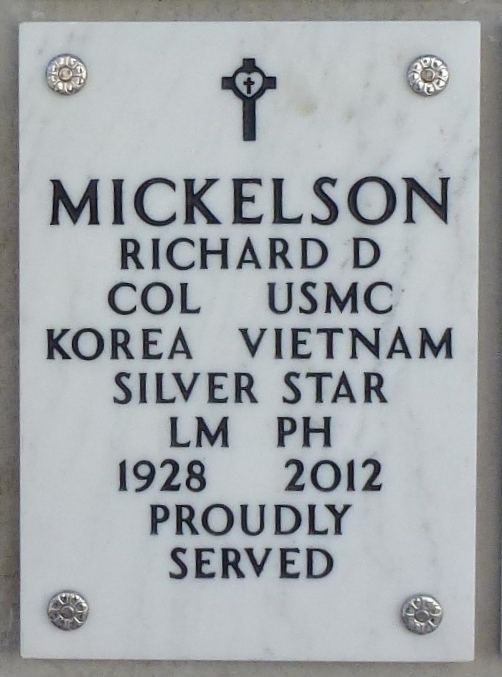 MICKELSON
RICHARD D
COL USMC
KOREA VIETNAM
SILVER STAR
LM PH
1928 2012
PROUDLY
SERVED